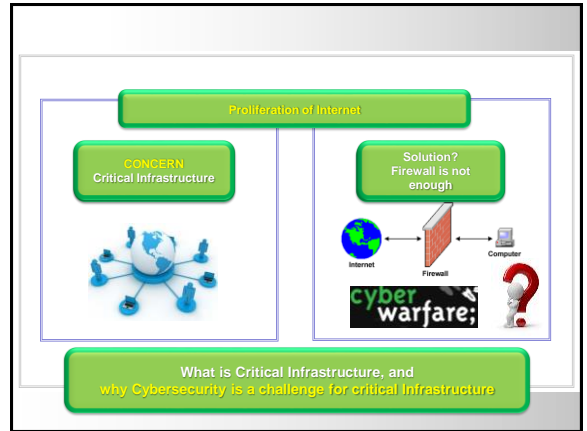 Proliferation of Internet
CONCERN
Critical Infrastructure
Solution?
Firewall is not
enough
Internet
Firewall
Computer
cyber
warfare;
What is Critical Infrastructure, and
why Cybersecurity is a challenge for critical Infrastructure